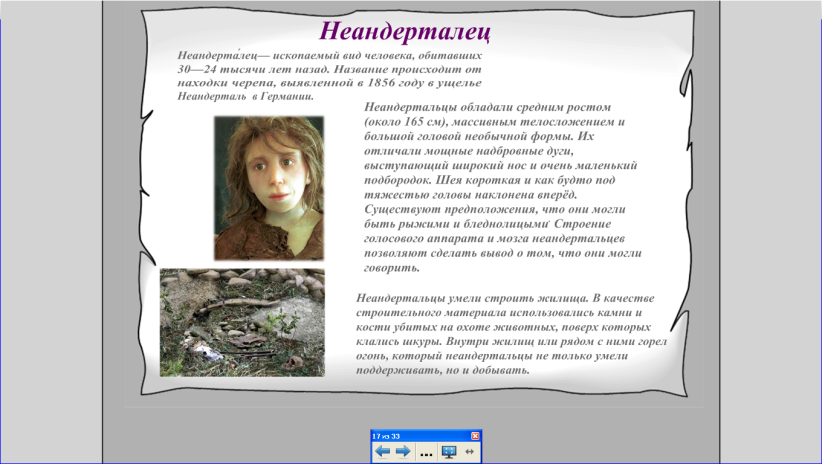 Неандерталец
Неандерта́лец— ископаемый вид человека, обитавших
30—24 тысячи лет назад. Название происходит от
находки черепа, выявленной в 1856 году в ущелье
Неандерталь в Германии.
Неандертальцы обладали средним ростом
(около 165 см), массивным телосложением и
большой головой необычной формы. Их
отличали мощные надбровные дуги,
выступающий широкий нос и очень маленький
подбородок. Шея короткая и как будто под
тяжестью головы наклонена вперёд.
Существуют предположения, что они могли
быть рыжими и бледнолицыми. Строение
голосового аппарата и мозга неандертальцев
позволяют сделать вывод о том, что они могли
говорить.
Неандертальцы умели строить жилища. В качестве
строительного материала использовались камни и
кости убитых на охоте животных, поверх которых
клались шкуры. Внутри жилищ или рядом с ними горел
огонь, который неандертальцы не только умели
поддерживать, но и добывать.
17 из 33